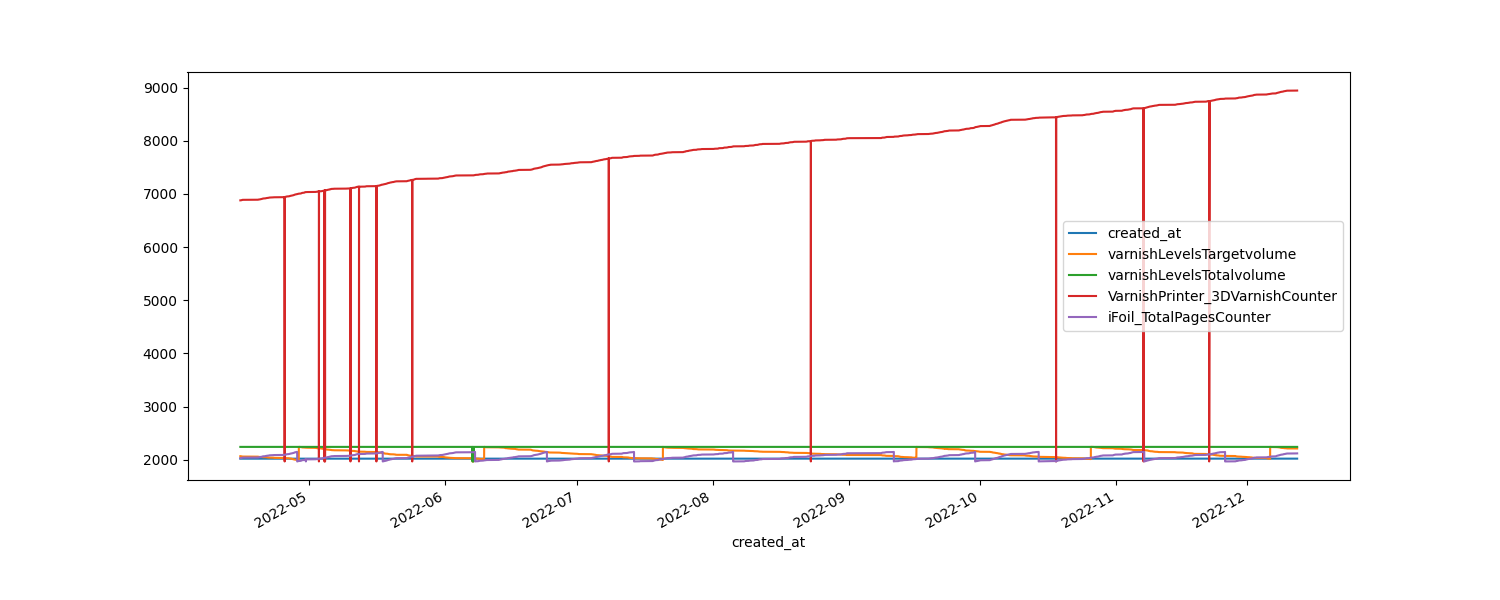 9000
8000
7000
6000
5000
4000
3000
2000
created_at
varnishLevelsTargetvolume
varnishLevelsTotalvolume
VarnishPrinter_3DVarnishCounter
iFoil_TotalPagesCounter
2022-05
2022-06
2022-07
2022-08
2022-09
2022-10
2022-11
2022-12
created_at